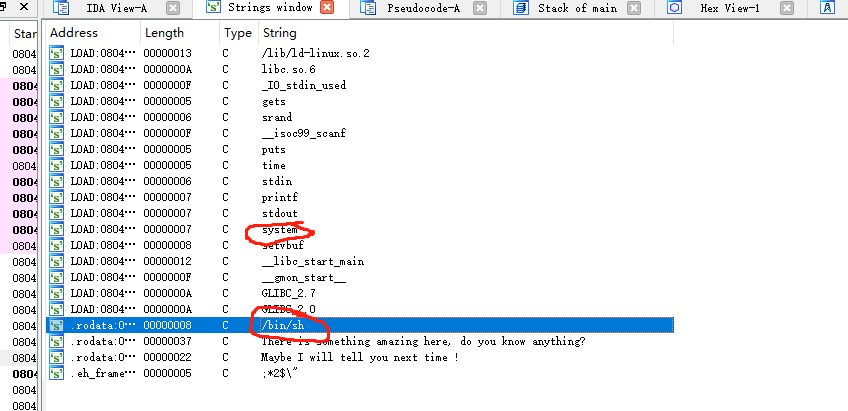 IDA View-A Strings window Pseudocode-A Stack of main Hex View-1 A
Star Address Length Type C String
0804 LOAD:0804… 00000013 C /lib/ld-linux.so.2
0804 LOAD:0804… 0000000A C libc.so.6
0804 LOAD:0804… 0000000F C _IO_stdin_used
0804 LOAD:0804… 00000005 C gets
0804 LOAD:0804… 00000006 C srand
0804 LOAD:0804… 0000000F C __isoc99_scanf
0804 LOAD:0804… 00000005 C puts
0804 LOAD:0804… 00000005 C time
0804 LOAD:0804… 00000006 C stdin
0804 LOAD:0804… 00000007 C printf
0804 LOAD:0804… 00000007 C stdout
0804 LOAD:0804… 00000007 C system
0804 LOAD:0804… 00000008 C setvbuf
0804 LOAD:0804… 00000012 C __libc_start_main
0804 LOAD:0804… 0000000F C __gmon_start__
0804 LOAD:0804… 0000000A C GLIBC_2.7
0804 LOAD:0804… 0000000A C GLIBC_2.0
0804 .rodata:0… 00000008 C /bin/sh
0804 .rodata:0… 00000037 C There is something amazing here, do you know anything?
0804 .rodata:0… 00000022 C Maybe I will tell you next time !
0804 .eh_frame… 00000005 C ;*2$\"
0804